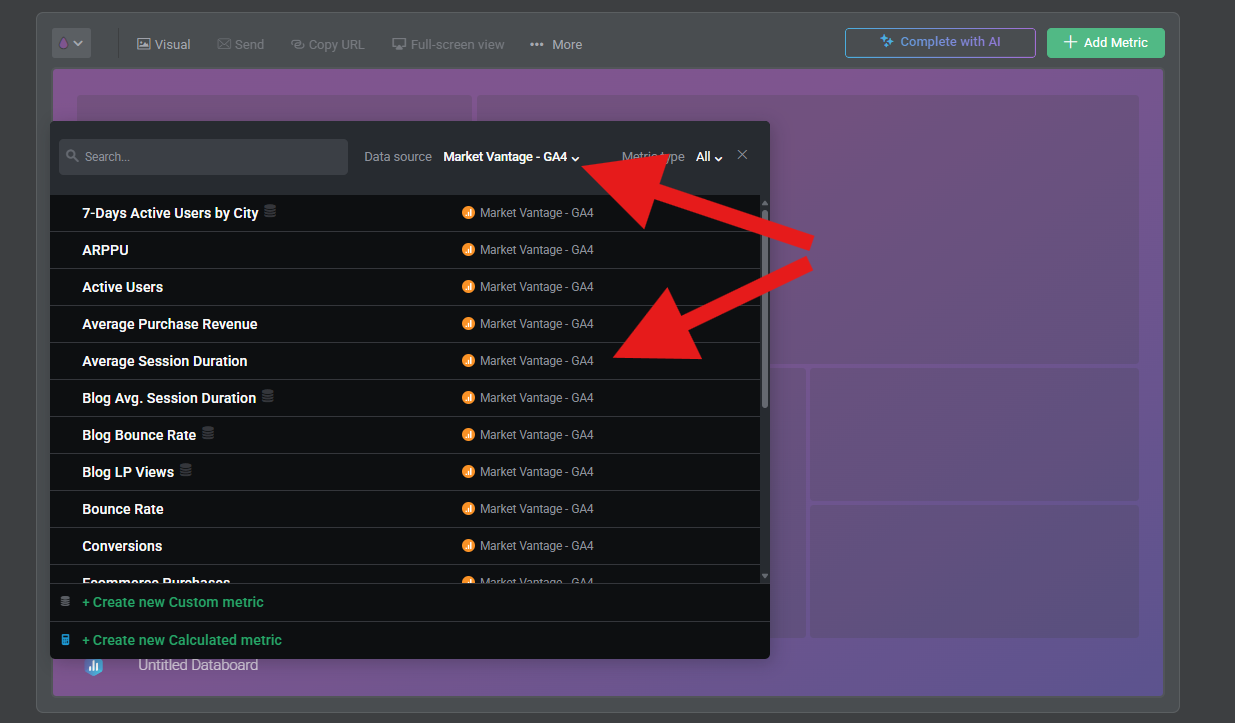 Visual Send Copy URL Full-screen view More Complete with AI + Add Metric
Search... Data source Market Vantage - GA4 Metric type All
7-Days Active Users by City Market Vantage - GA4
ARPPU Market Vantage - GA4
Active Users Market Vantage - GA4
Average Purchase Revenue Market Vantage - GA4
Average Session Duration Market Vantage - GA4
Blog Avg. Session Duration Market Vantage - GA4
Blog Bounce Rate Market Vantage - GA4
Blog LP Views Market Vantage - GA4
Bounce Rate Market Vantage - GA4
Conversions Market Vantage - GA4
Ecommerce Purchases Market Vantage - GA4
+ Create new Custom metric
+ Create new Calculated metric
Untitled Databoard